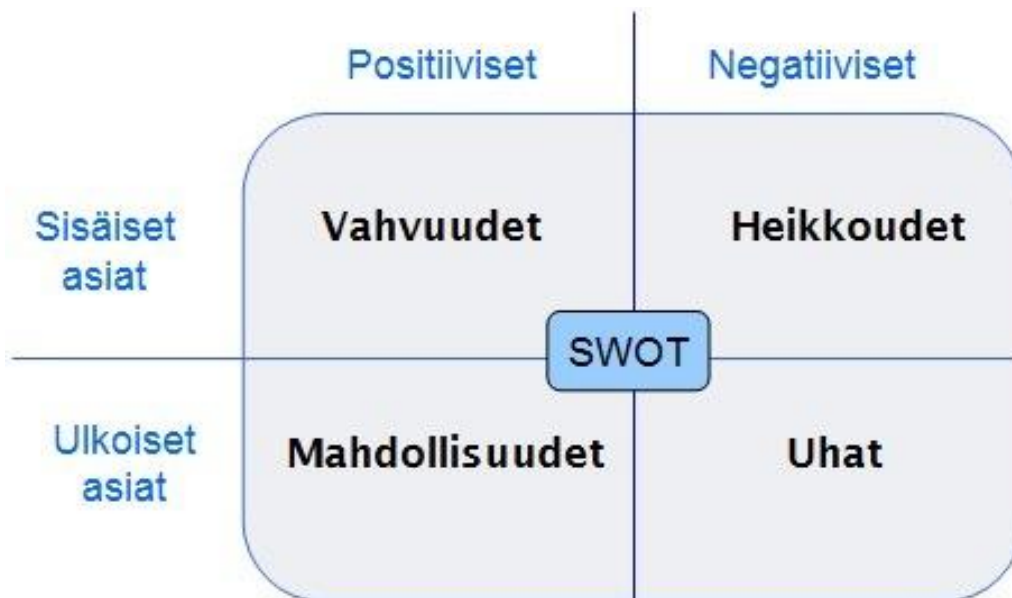 Positiiviset
Negatiiviset
Sisäiset
asiat
Vahvuudet
Heikkoudet
SWOT
Ulkoiset
asiat
Mahdollisuudet
Uhat